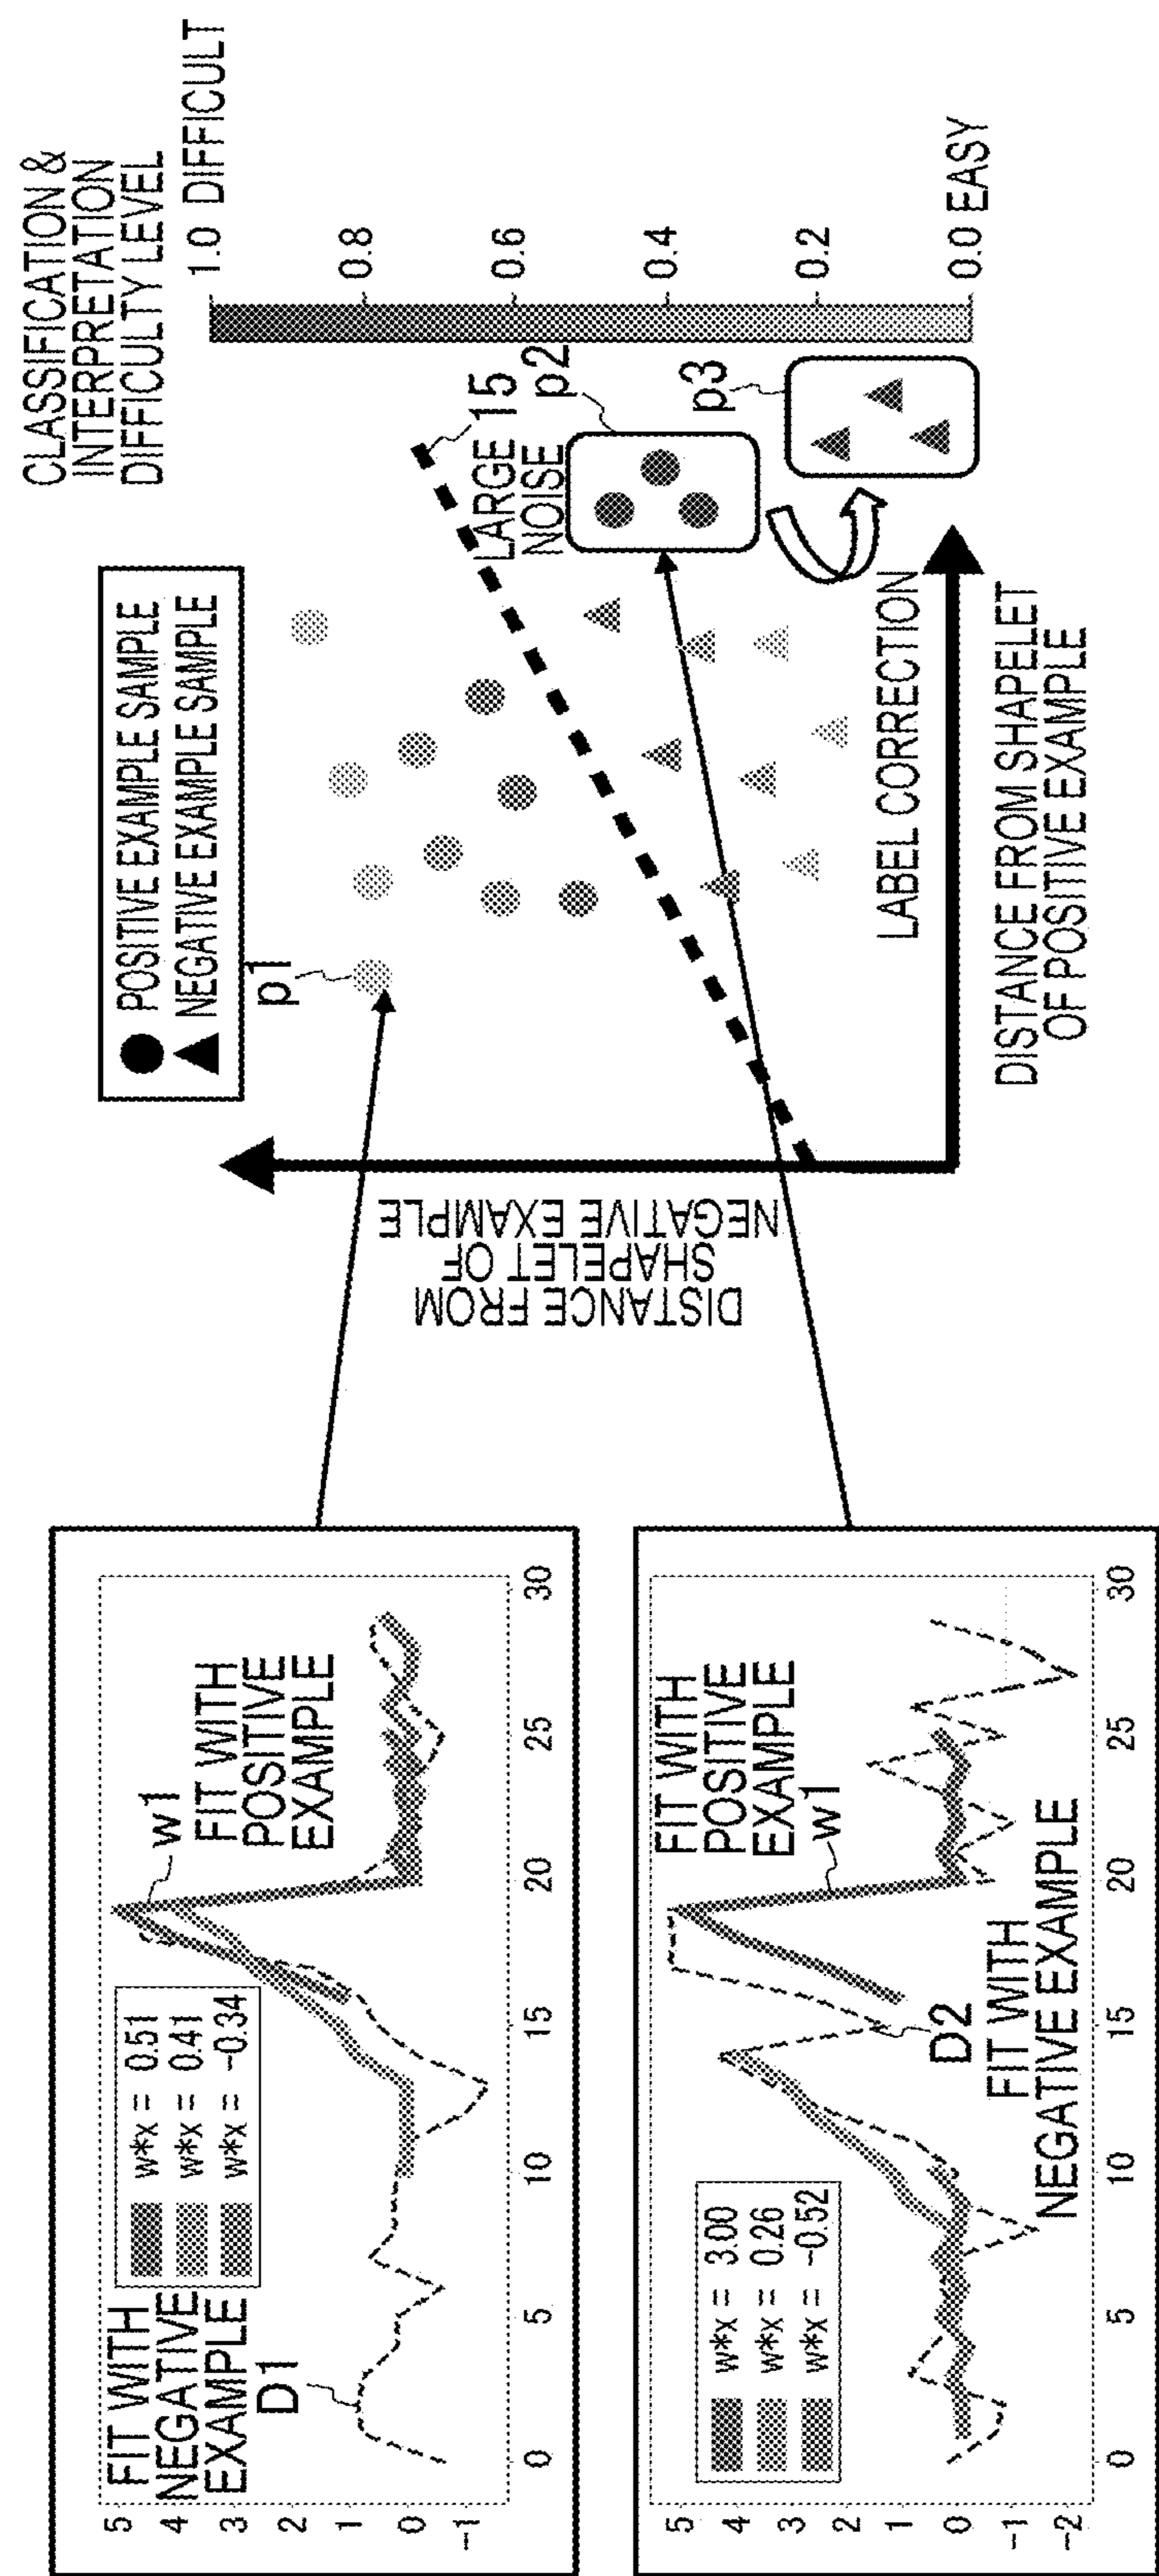 FIT WITH
NEGATIVE
EXAMPLE
D1
w*x = 0.51
w*x = 0.41
w*x = -0.34
w1
FIT WITH
POSITIVE
EXAMPLE
5
4
3
2
1
0
-1
0
5
10
15
20
25
30
w*x = 3.00
w*x = 0.26
w*x = -0.52
FIT WITH
POSITIVE
EXAMPLE
w1
D2
FIT WITH
NEGATIVE EXAMPLE
5
4
3
2
1
0
-1
-2
0
5
10
15
20
25
30
POSITIVE EXAMPLE SAMPLE
NEGATIVE EXAMPLE SAMPLE
p1
DISTANCE FROM
SHAPELET OF
NEGATIVE EXAMPLE
15
LARGE
NOISE
p2
p3
LABEL CORRECTION
DISTANCE FROM SHAPELET
OF POSITIVE EXAMPLE
CLASSIFICATION &
INTERPRETATION
DIFFICULTY LEVEL
1.0 DIFFICULT
0.8
0.6
0.4
0.2
0.0 EASY